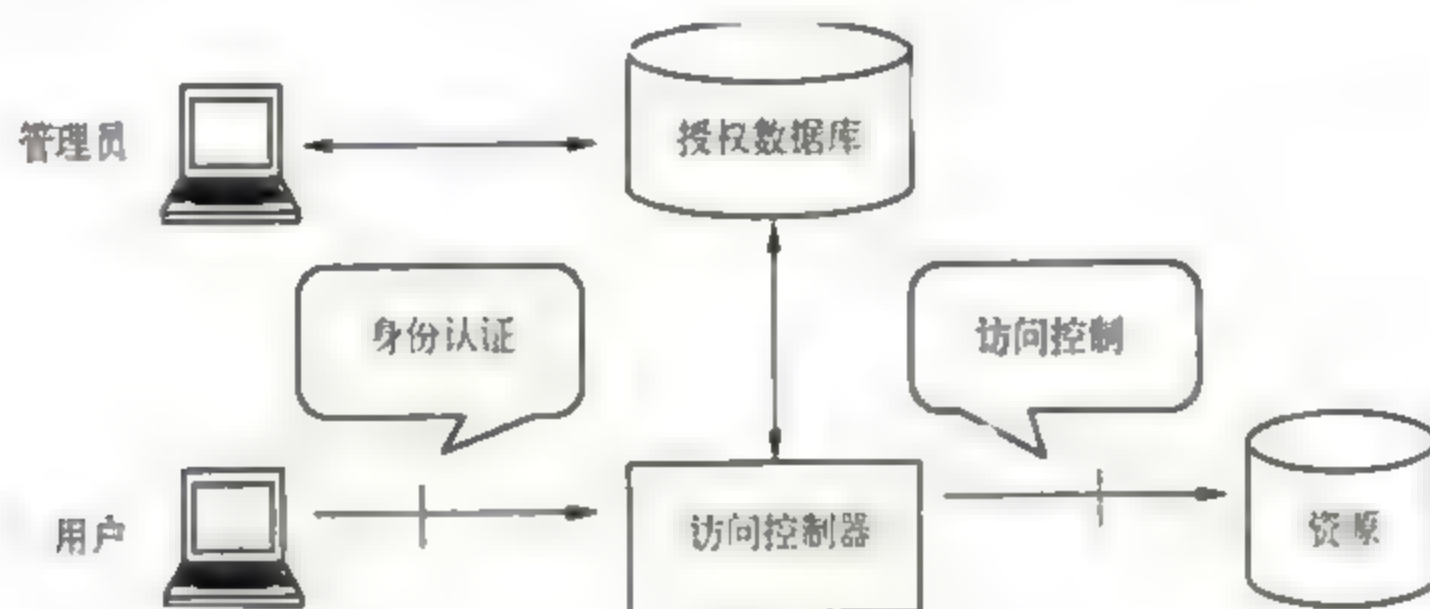 管理员
授权数据库
身份认证
访问控制
用户
访问控制器
资源